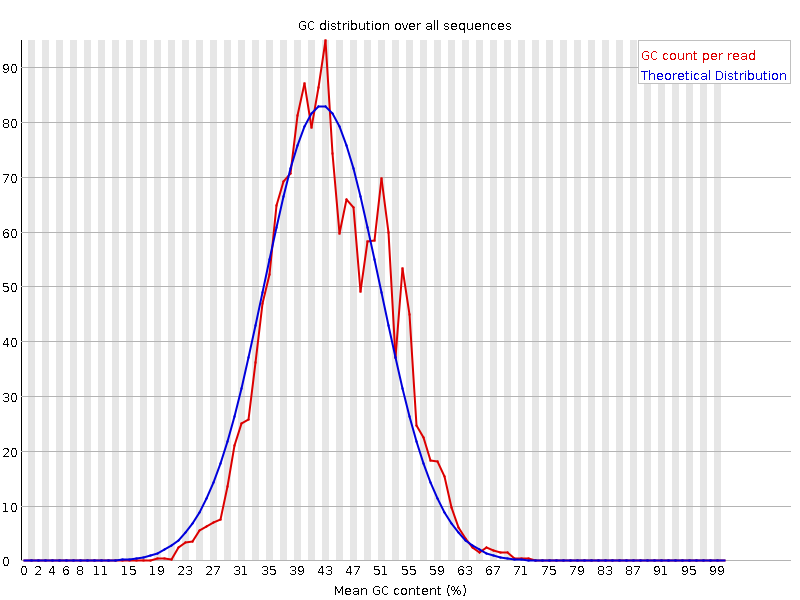 GC distribution over all sequences
GC count per read
Theoretical Distribution
90
80
70
60
50
40
30
20
10
0
0 2 4 6 8 11 15 19 23 27 31 35 39 43 47 51 55 59 63 67 71 75 79 83 87 91 95 99
Mean GC content (%)